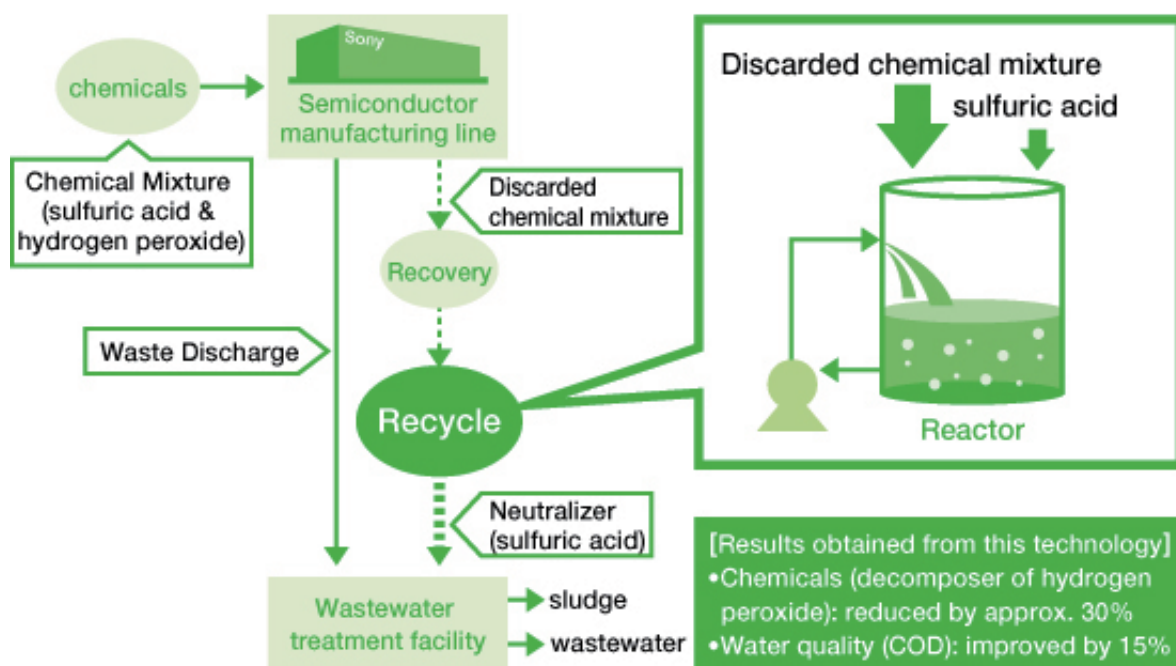 Sony
chemicals
Semiconductor
manufacturing line
Chemical Mixture
(sulfuric acid &
hydrogen peroxide)
Discarded
chemical mixture
Recovery
Waste Discharge
Recycle
Neutralizer
(sulfuric acid)
Wastewater
treatment facility
sludge
wastewater
Discarded chemical mixture
sulfuric acid
Reactor
[Results obtained from this technology]
•Chemicals (decomposer of hydrogen
peroxide): reduced by approx. 30%
•Water quality (COD): improved by 15%